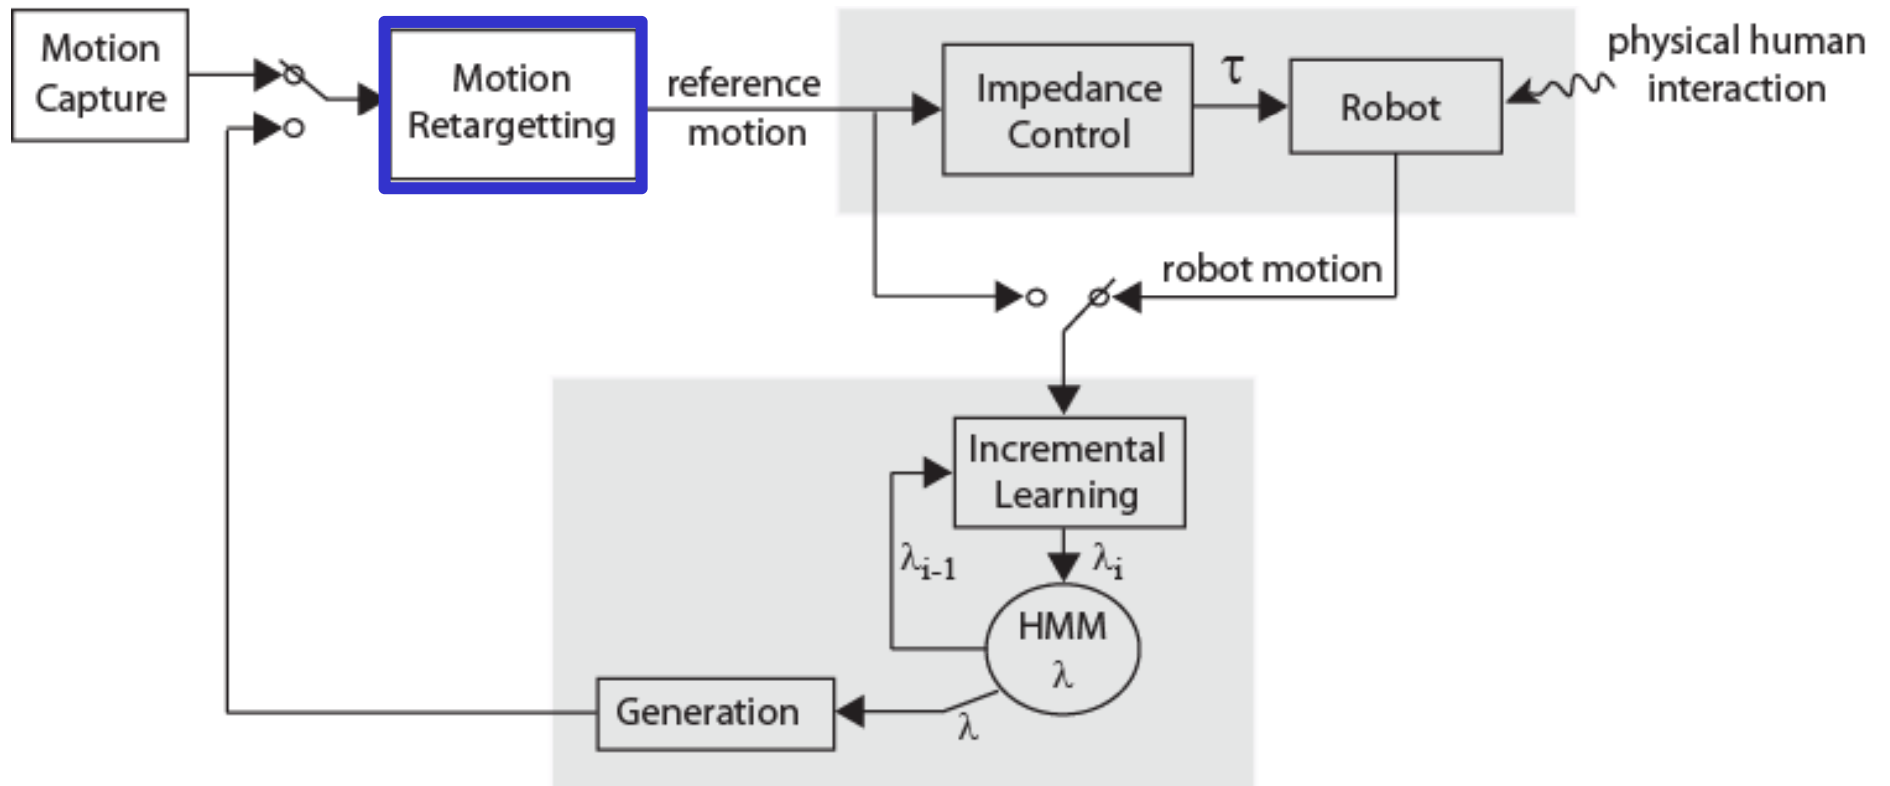 Motion
Capture
Motion
Retargetting
reference
motion
Impedance
Control
τ
Robot
physical human
interaction
robot motion
Incremental
Learning
λi-1
λi
HMM
λ
Generation
λ